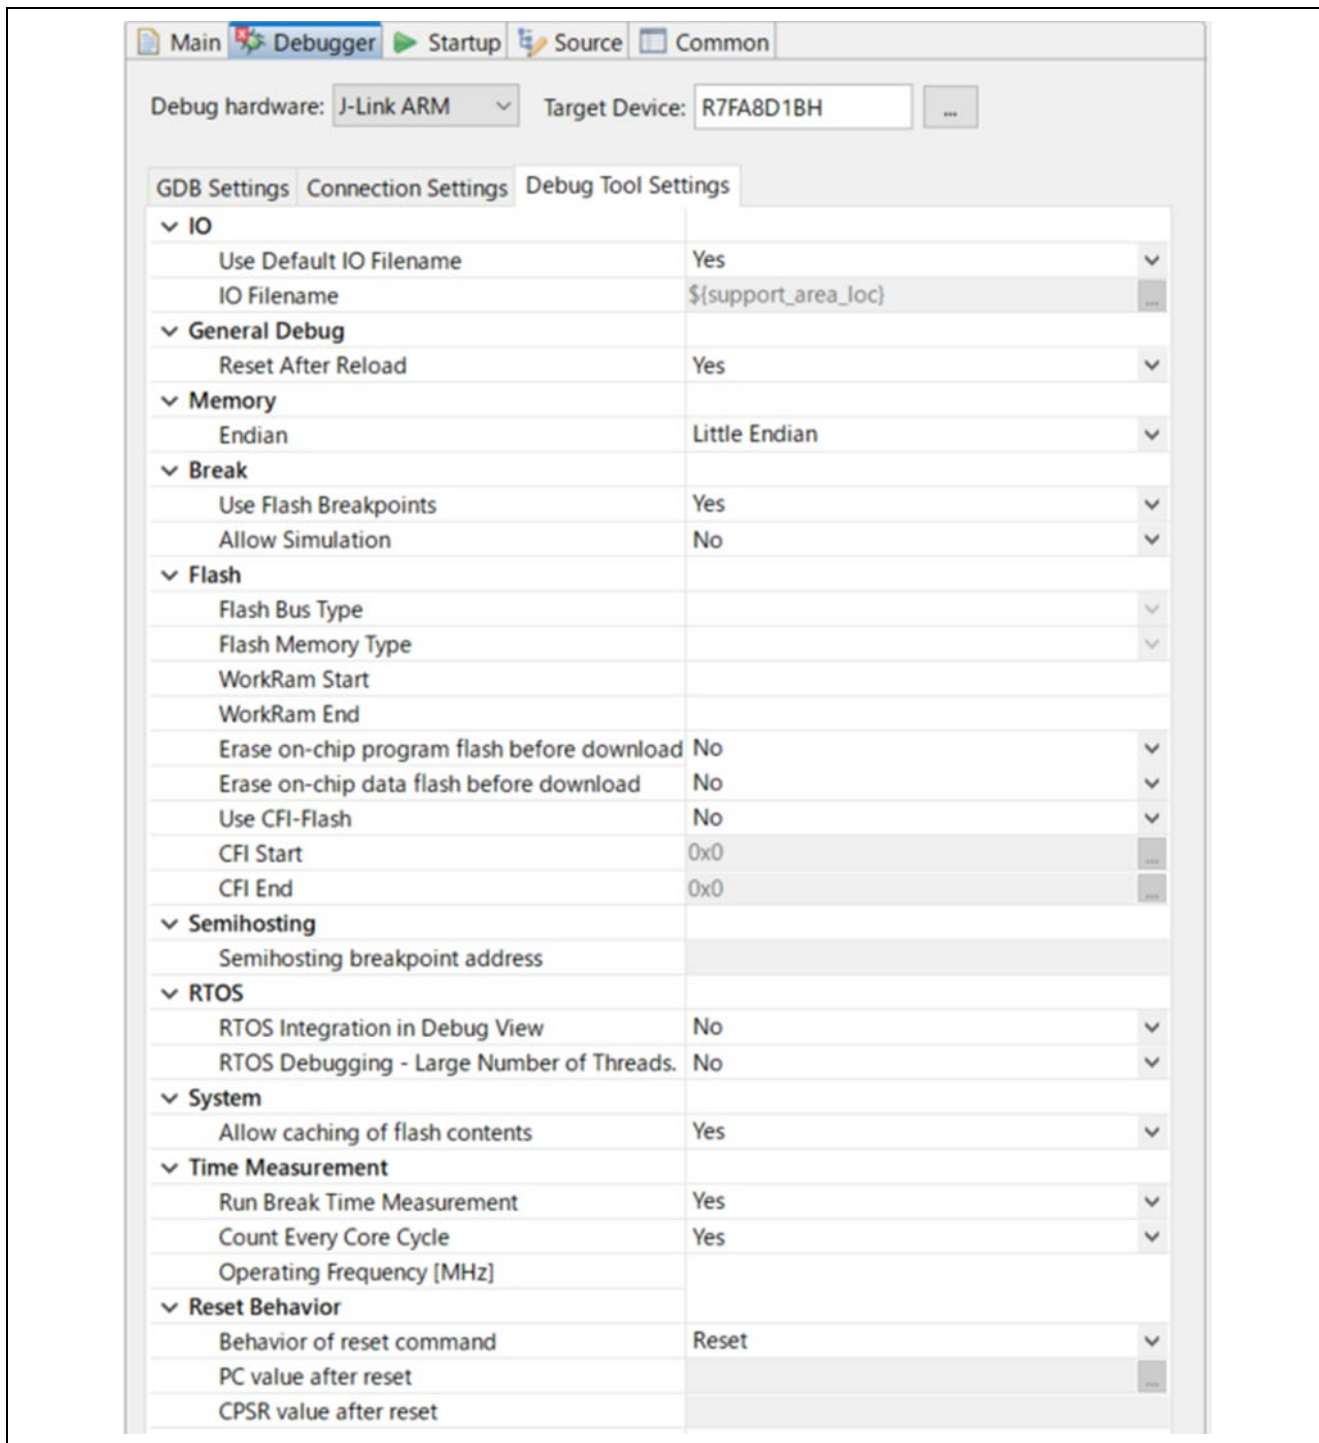 Main Debugger Startup Source Common
Debug hardware: J-Link ARM Target Device: R7FA8D1BH ...
GDB Settings Connection Settings Debug Tool Settings
IO
Use Default IO Filename Yes
IO Filename ${support_area_loc} ...
General Debug
Reset After Reload Yes
Memory
Endian Little Endian
Break
Use Flash Breakpoints Yes
Allow Simulation No
Flash
Flash Bus Type
Flash Memory Type
WorkRam Start
WorkRam End
Erase on-chip program flash before download No
Erase on-chip data flash before download No
Use CFI-Flash No
CFI Start 0x0 ...
CFI End 0x0 ...
Semihosting
Semihosting breakpoint address
RTOS
RTOS Integration in Debug View No
RTOS Debugging - Large Number of Threads. No
System
Allow caching of flash contents Yes
Time Measurement
Run Break Time Measurement Yes
Count Every Core Cycle Yes
Operating Frequency [MHz]
Reset Behavior
Behavior of reset command Reset
PC value after reset ...
CPSR value after reset